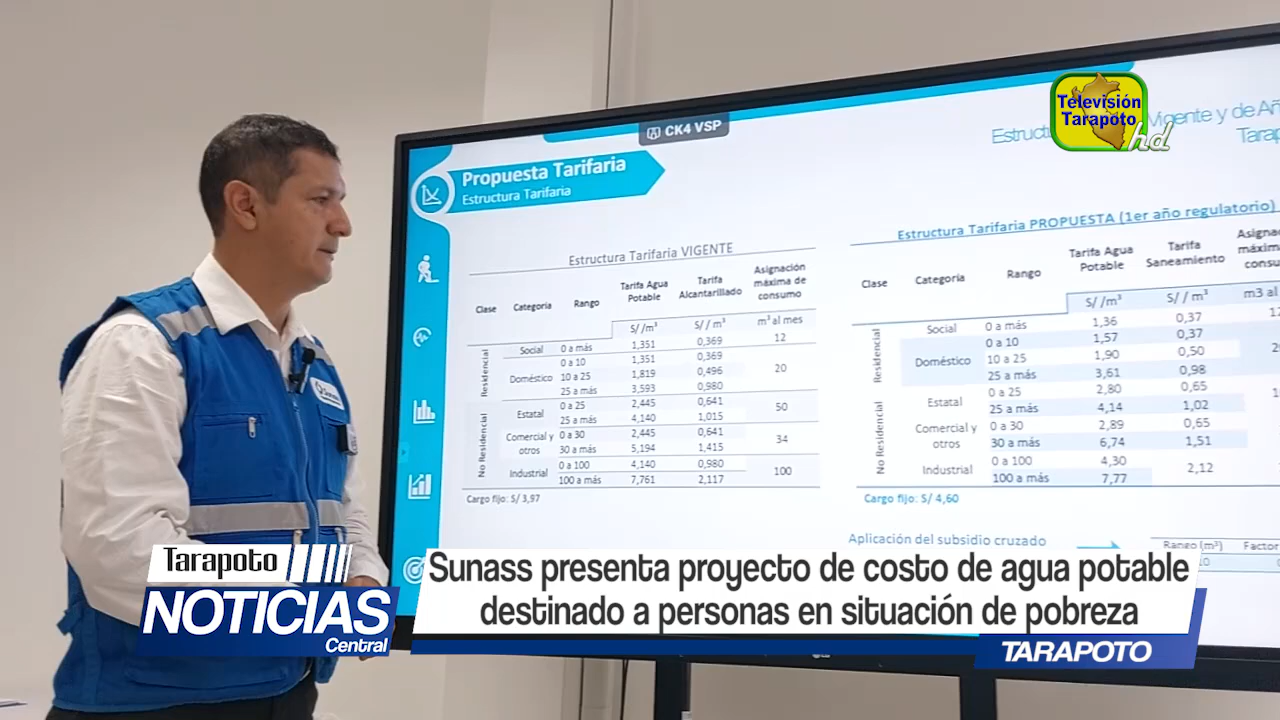 Televisión
Tarapoto
hd
CK4 VSP
Propuesta Tarifaria
Estructura Tarifaria
Estructura Tarifaria VIGENTE
Clase Categoría Rango Tarifa Agua Potable Tarifa Alcantarillado Asignación máxima de consumo
S/ /m³ S/ /m³ m³ al mes
Residencial
Social 0 a más 1,351 0,369 12
Doméstico 0 a 10 1,351 0,369 20
10 a 25 1,819 0,496
25 a más 3,593 0,980
No Residencial
Estatal 0 a 25 2,445 0,641 50
25 a más 4,140 1,015
Comercial y otros 0 a 30 2,445 0,641 34
30 a más 5,194 1,415
Industrial 0 a 100 4,140 0,980 100
100 a más 7,761 2,117
Cargo fijo: S/ 3,97
Estructura Tarifaria PROPUESTA (1er año regulatorio)
Clase Categoría Rango Tarifa Agua Potable Tarifa Saneamiento
S/ /m³ S/ / m³ m3 al
Residencial
Social 0 a más 1,36 0,37
Doméstico 0 a 10 1,57 0,37
10 a 25 1,90 0,50
25 a más 3,61 0,98
No Residencial
Estatal 0 a 25 2,80 0,65
25 a más 4,14 1,02
Comercial y otros 0 a 30 2,89 0,65
30 a más 6,74 1,51
Industrial 0 a 100 4,30 2,12
100 a más 7,77
Cargo fijo: S/ 4,60
Aplicación del subsidio cruzado
Rango (m³)
Tarapoto
NOTICIAS
Central
Sunass presenta proyecto de costo de agua potable
destinado a personas en situación de pobreza
TARAPOTO